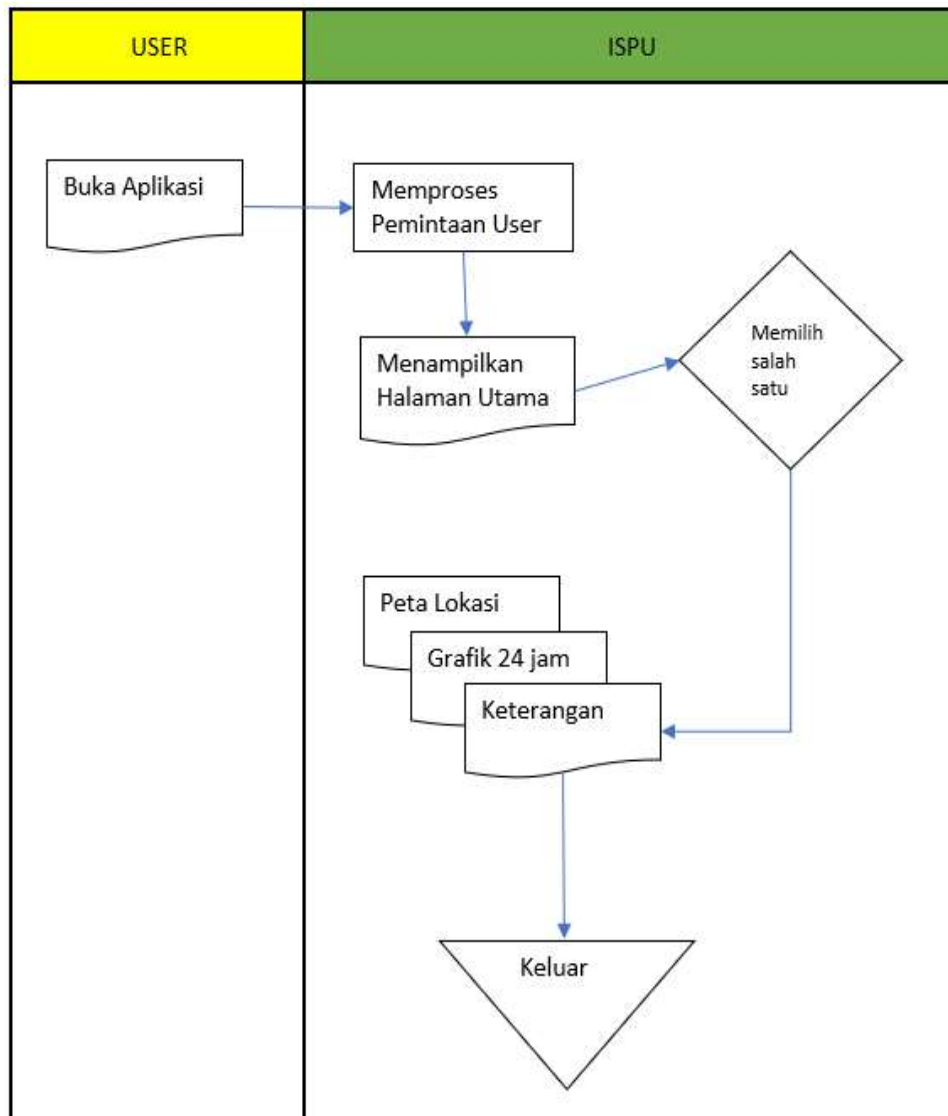 USER
ISPU
Buka Aplikasi
Memproses
Pemintaan User
Menampilkan
Halaman Utama
Memilih
salah
satu
Peta Lokasi
Grafik 24 jam
Keterangan
Keluar